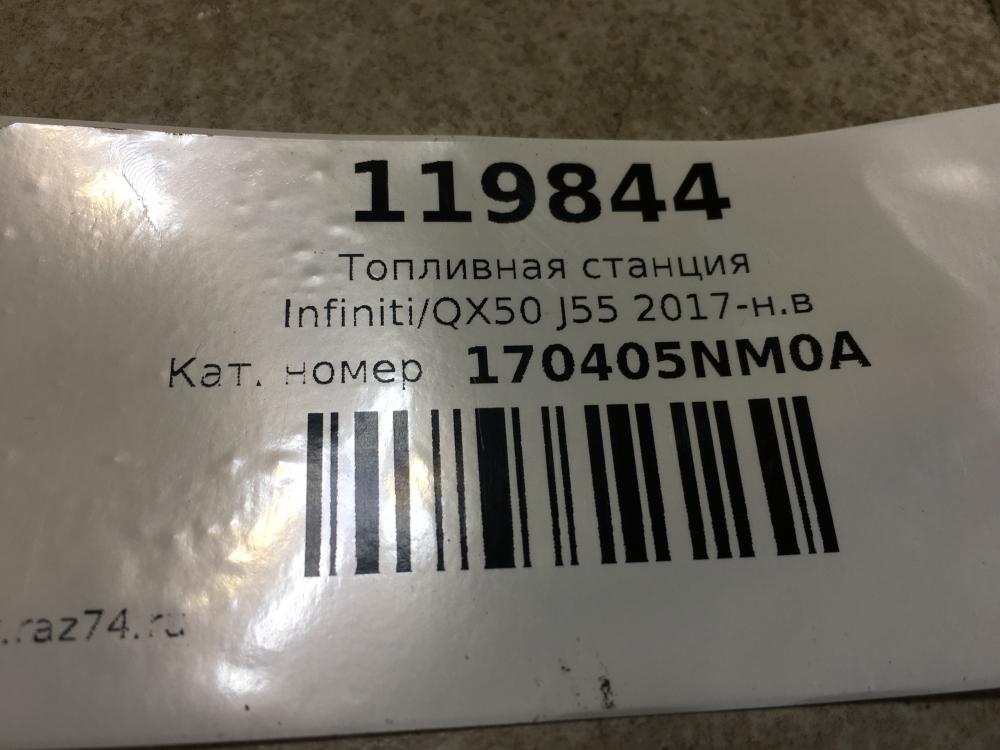 119844
Топливная станция
Infiniti/QX50 J55 2017-н.в
Кат. номер 170405NM0A
.raz74.ru